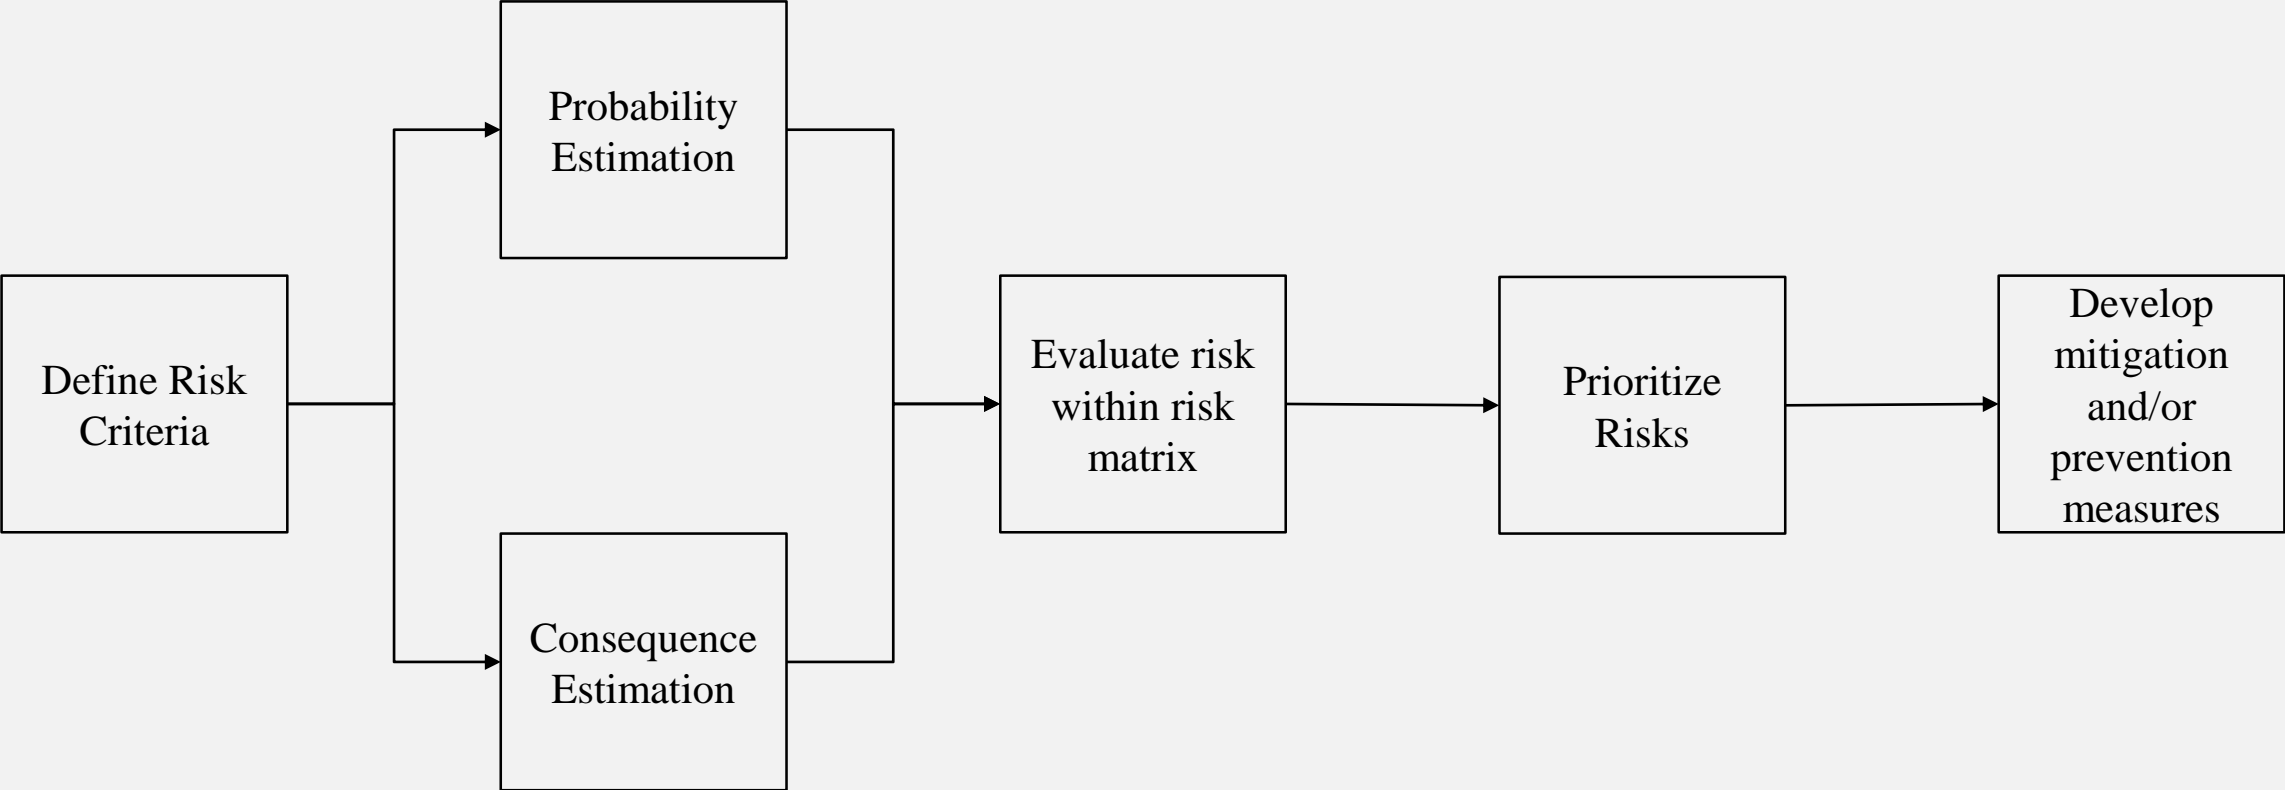 Probability
Estimation
Define Risk
Criteria
Consequence
Estimation
Evaluate risk
within risk
matrix
Prioritize
Risks
Develop
mitigation
and/or
prevention
measures